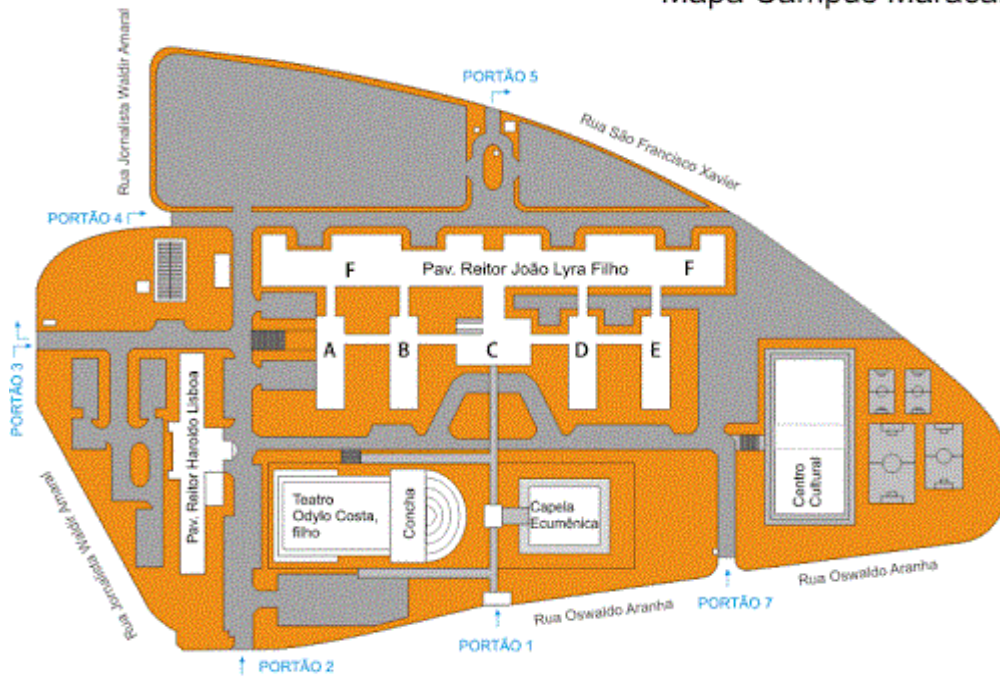 Mapa Campus Maraca
Rua Jornalista Waldir Amaral
PORTÃO 5
Rua São Francisco Xavier
PORTÃO 4
F
Pav. Reitor João Lyra Filho
F
PORTÃO 3
A
B
C
D
E
Pav. Reitor Haroldo Lisboa
Rua Jornalista Waldir Amaral
Teatro
Odylo Costa,
filho
Concha
Capela
Ecumênica
Centro
Cultural
Rua Oswaldo Aranha
Rua Oswaldo Aranha
PORTÃO 7
PORTÃO 1
PORTÃO 2